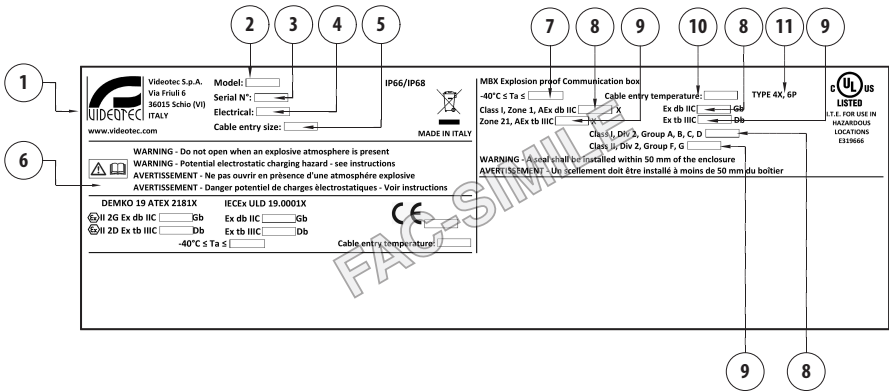 2
3
4
5
7
8
9
10
8
11
9
1
6
VIDEOTEC
www.videotec.com
Videotec S.p.A.
Via Friuli 6
36015 Schio (VI)
ITALY
Model:
Serial N°:
Electrical:
Cable entry size:
IP66/IP68
MADE IN ITALY
WARNING - Do not open when an explosive atmosphere is present
WARNING - Potential electrostatic charging hazard - see instructions
AVERTISSEMENT - Ne pas ouvrir en prèsence d'une atmosphére explosive
AVERTISSEMENT - Danger potentiel de charges èlectrostatiques - Voir instructions
DEMKO 19 ATEX 2181X
IECEx ULD 19.0001X
Ex II 2G Ex db IIC Gb
Ex db IIC Gb
Ex II 2D Ex tb IIIC Db
Ex tb IIIC Db
-40°C ≤ Ta ≤
Cable entry temperature:
CE
MBX Explosion proof Communication box
-40°C ≤ Ta ≤
Cable entry temperature:
TYPE 4X, 6P
Class I, Zone 1, AEx db IIC X
Ex db IIC Gb
Zone 21, AEx tb IIIC X
Ex tb IIIC Db
Class I, Div 2, Group A, B, C, D
Class II, Div 2, Group F, G
WARNING - A seal shall be installed within 50 mm of the enclosure
AVERTISSEMENT - Un scellement doit être installé à moins de 50 mm du boîtier
C UL US
LISTED
I.T.E. FOR USE IN
HAZARDOUS
LOCATIONS
E319666
FAC-SIMILE
9
8